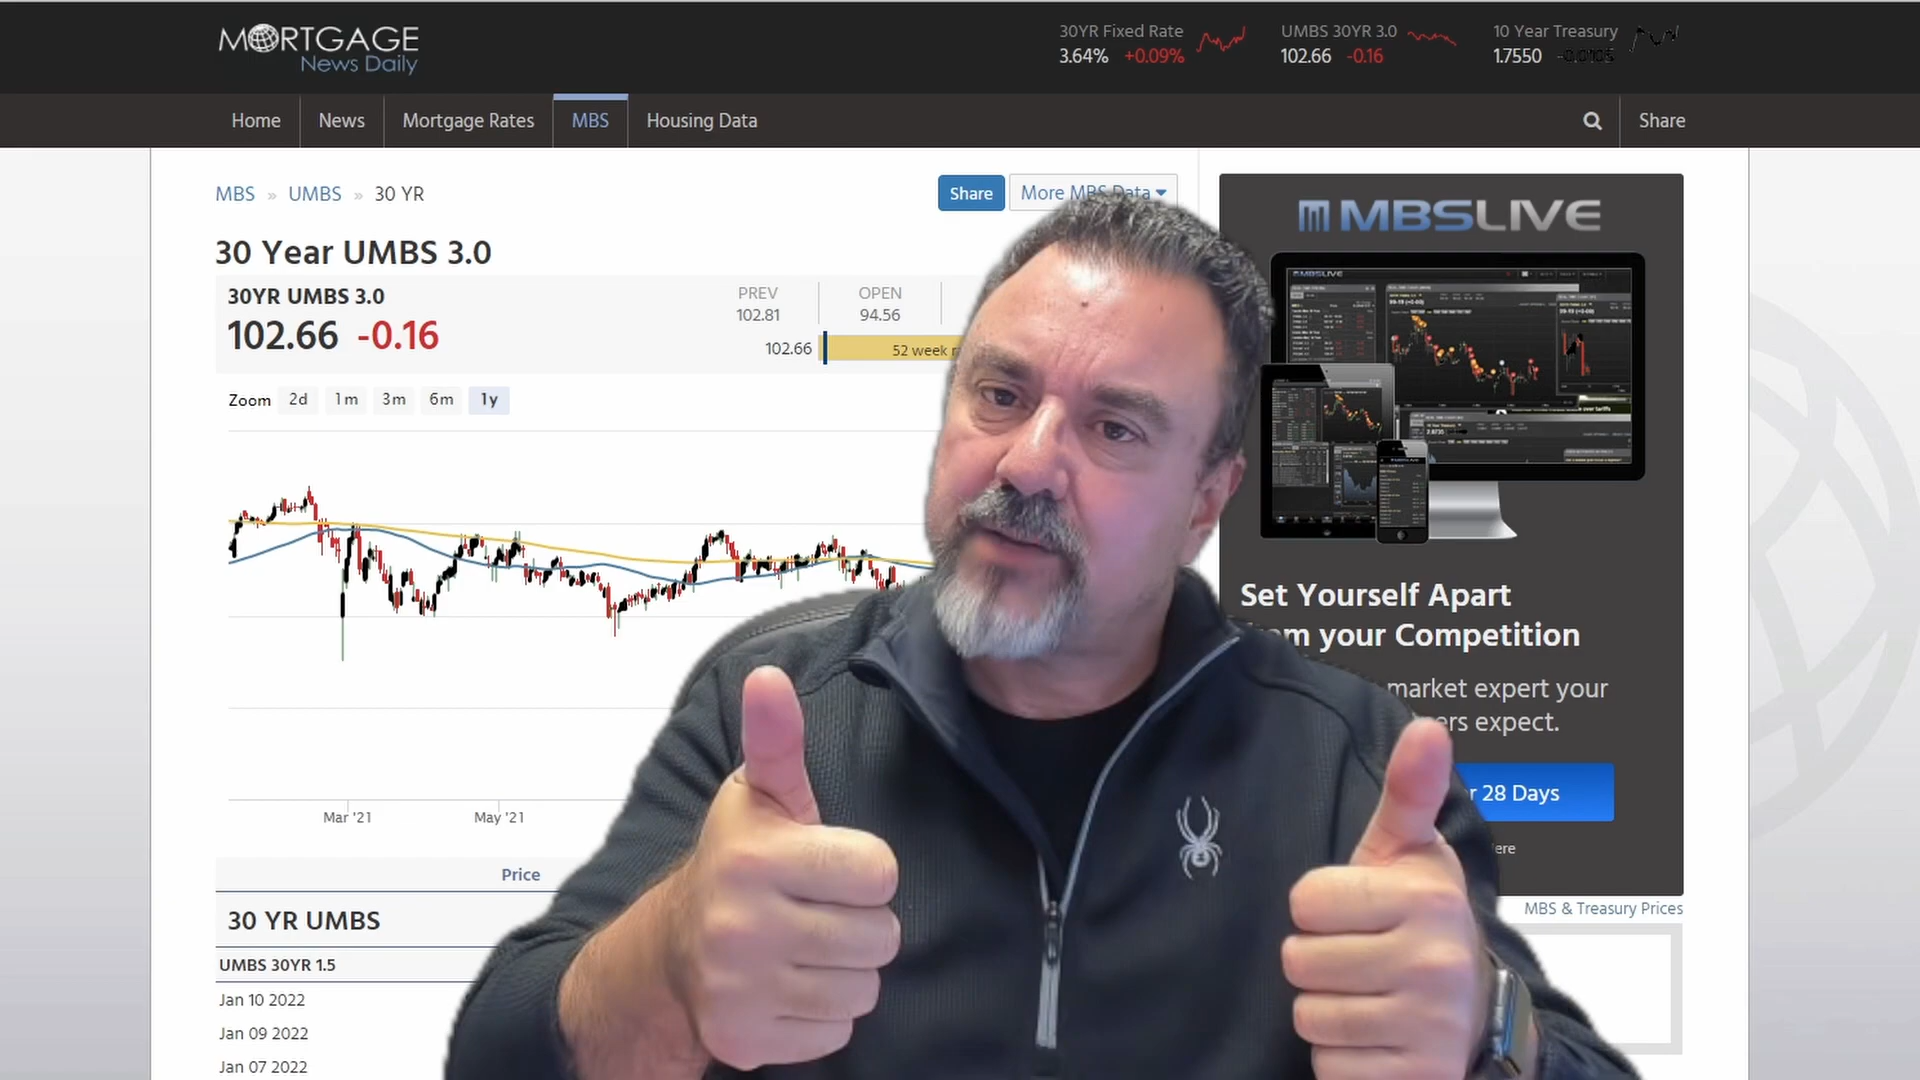 MORTGAGE
News Daily
30YR Fixed Rate
3.64% +0.09%
UMBS 30YR 3.0
102.66 -0.16
10 Year Treasury
1.7550 -0.0105
Home
News
Mortgage Rates
MBS
Housing Data
Share
MBS » UMBS » 30 YR
Share
More MBS Data
30 Year UMBS 3.0
30YR UMBS 3.0
102.66 -0.16
PREV
102.81
OPEN
94.56
102.66
52 week
Zoom 2d 1m 3m 6m 1y
Mar '21
May '21
Price
30 YR UMBS
UMBS 30YR 1.5
Jan 10 2022
Jan 09 2022
Jan 07 2022
MBSLIVE
Set Yourself Apart
your Competition
market expert your
expect.
28 Days
MBS & Treasury Prices